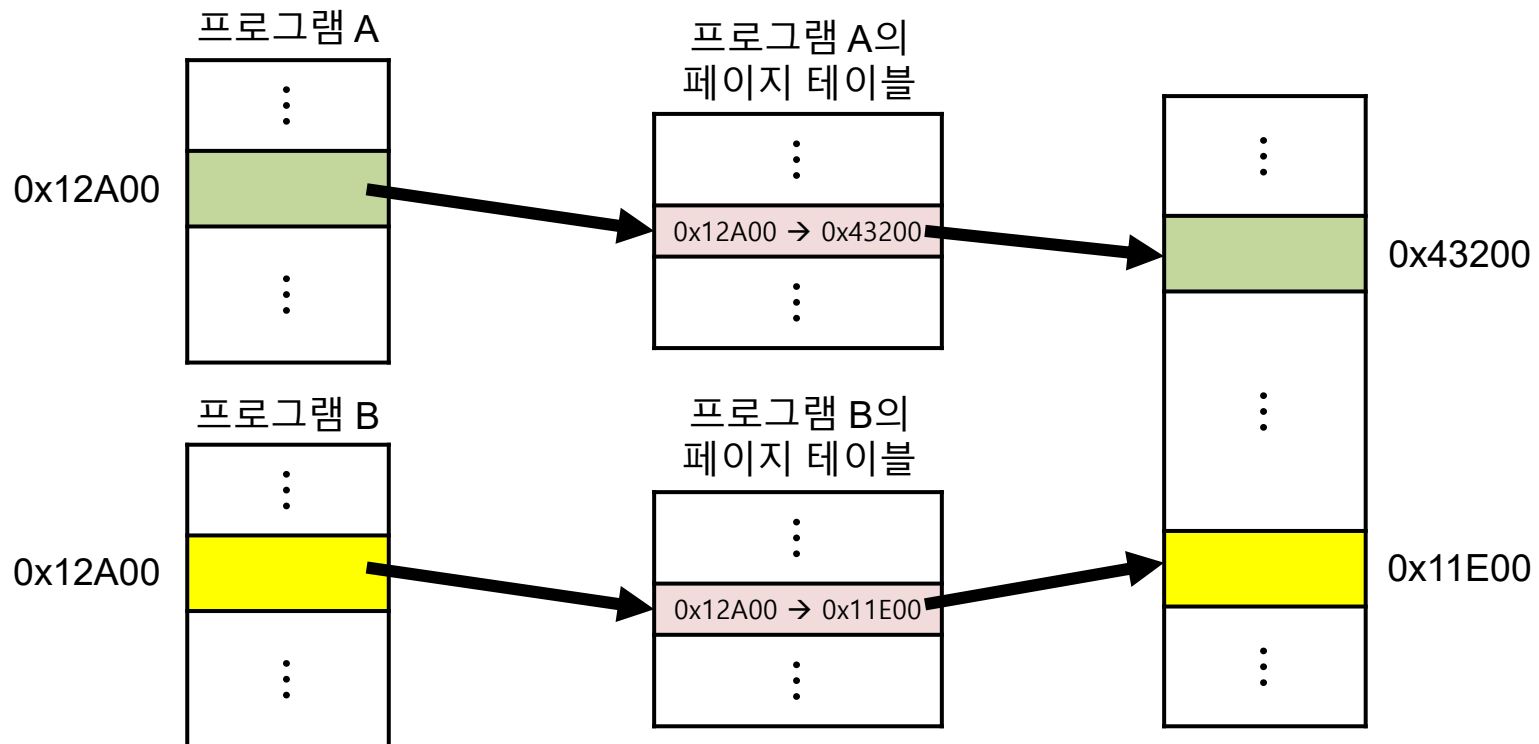 프로그램 A
프로그램 A의
페이지 테이블
0x12A00
0x12A00 → 0x43200
0x43200
프로그램 B
프로그램 B의
페이지 테이블
0x12A00
0x12A00 → 0x11E00
0x11E00